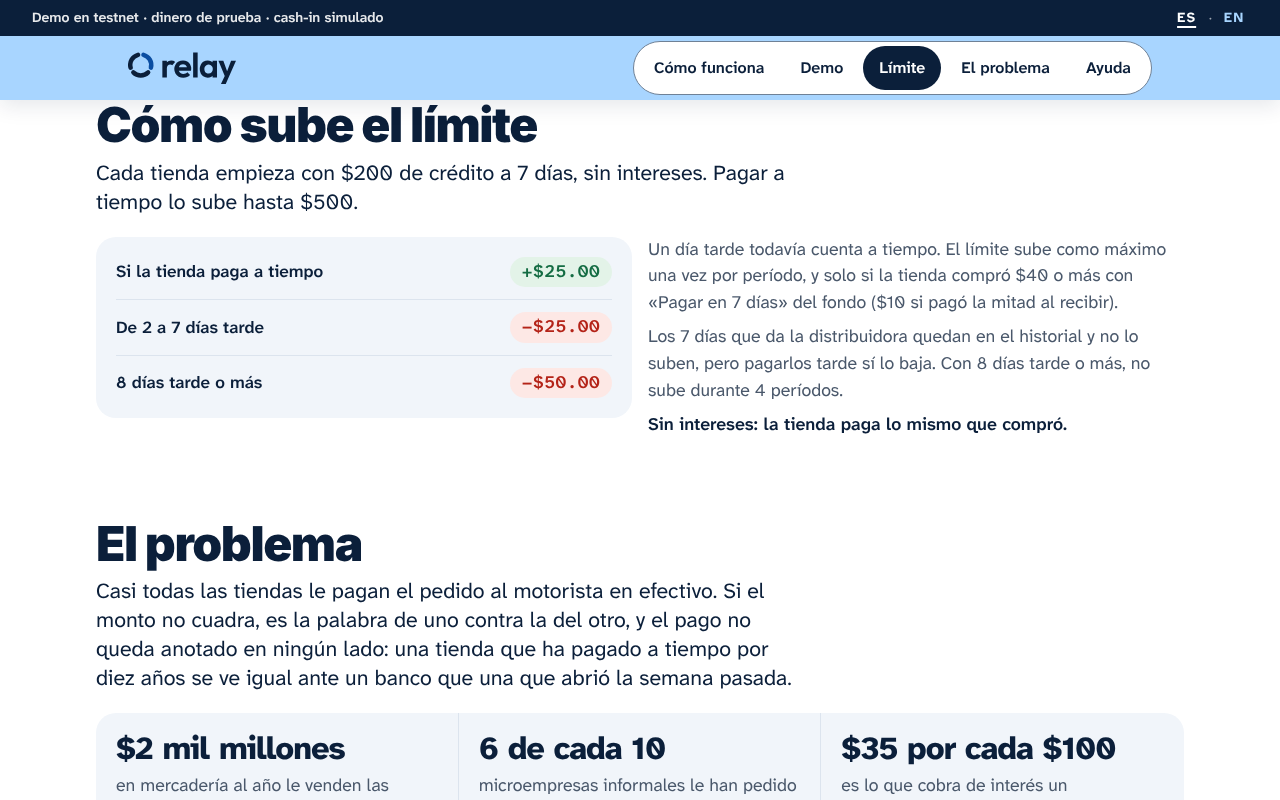 Demo en testnet · dinero de prueba · cash-in simulado
ES · EN
relay
Cómo funciona
Demo
Límite
El problema
Ayuda
Cómo sube el límite
Cada tienda empieza con $200 de crédito a 7 días, sin intereses. Pagar a
tiempo lo sube hasta $500.
Si la tienda paga a tiempo
+$25.00
De 2 a 7 días tarde
−$25.00
8 días tarde o más
−$50.00
Un día tarde todavía cuenta a tiempo. El límite sube como máximo
una vez por período, y solo si la tienda compró $40 o más con
«Pagar en 7 días» del fondo ($10 si pagó la mitad al recibir).
Los 7 días que da la distribuidora quedan en el historial y no lo
suben, pero pagarlos tarde sí lo baja. Con 8 días tarde o más, no
sube durante 4 períodos.
Sin intereses: la tienda paga lo mismo que compró.
El problema
Casi todas las tiendas le pagan el pedido al motorista en efectivo. Si el
monto no cuadra, es la palabra de uno contra la del otro, y el pago no
queda anotado en ningún lado: una tienda que ha pagado a tiempo por
diez años se ve igual ante un banco que una que abrió la semana pasada.
$2 mil millones
en mercadería al año le venden las
6 de cada 10
microempresas informales le han pedido
$35 por cada $100
es lo que cobra de interés un